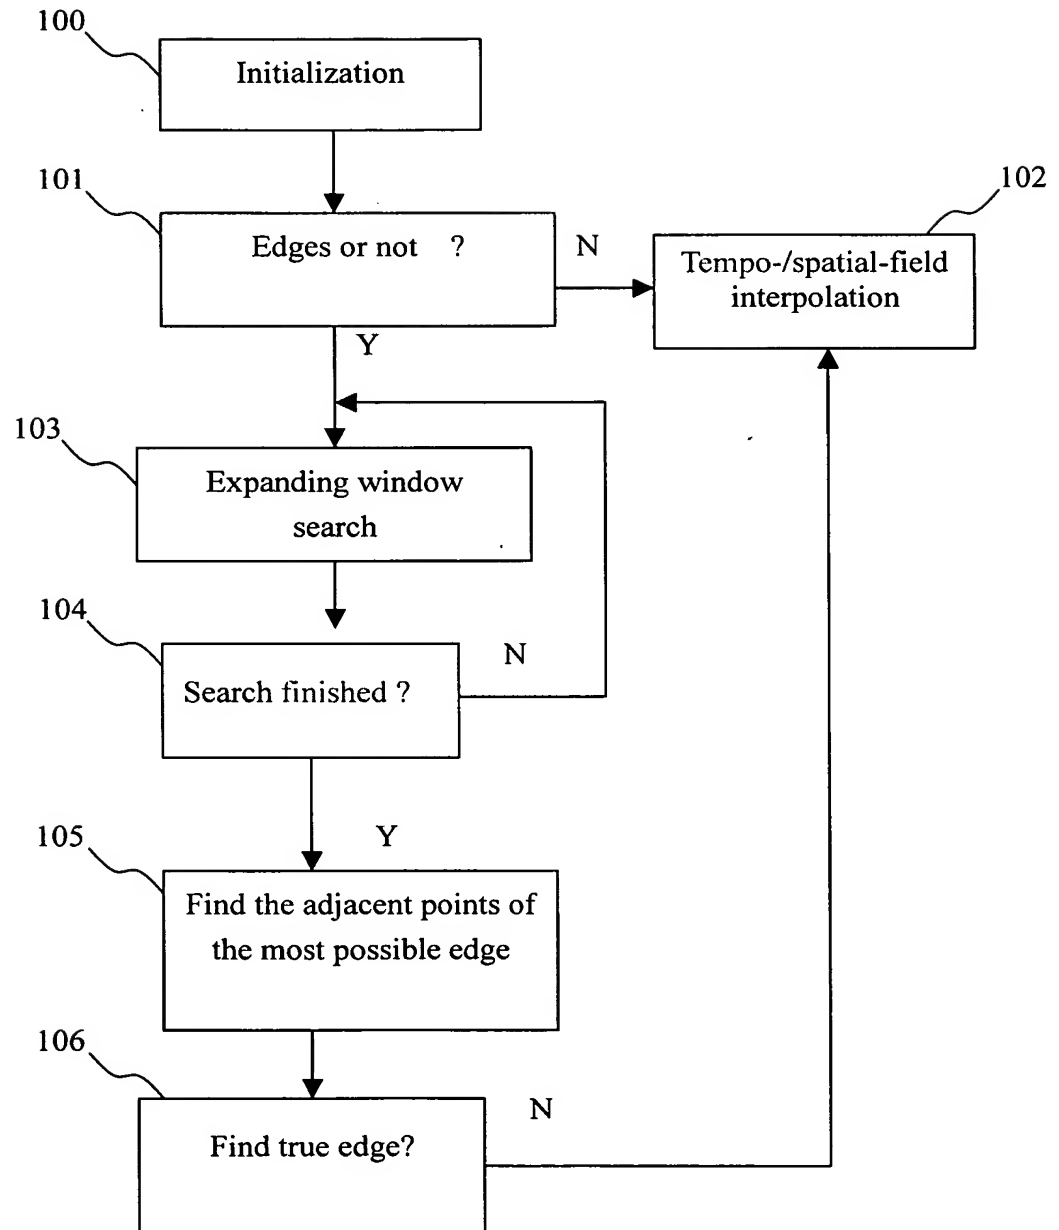 100
Initialization
101
Edges or not ?
N
102
Tempo-/spatial-field
interpolation
Y
103
Expanding window
search
104
N
Search finished ?
Y
105
Find the adjacent points of
the most possible edge
106
N
Find true edge?